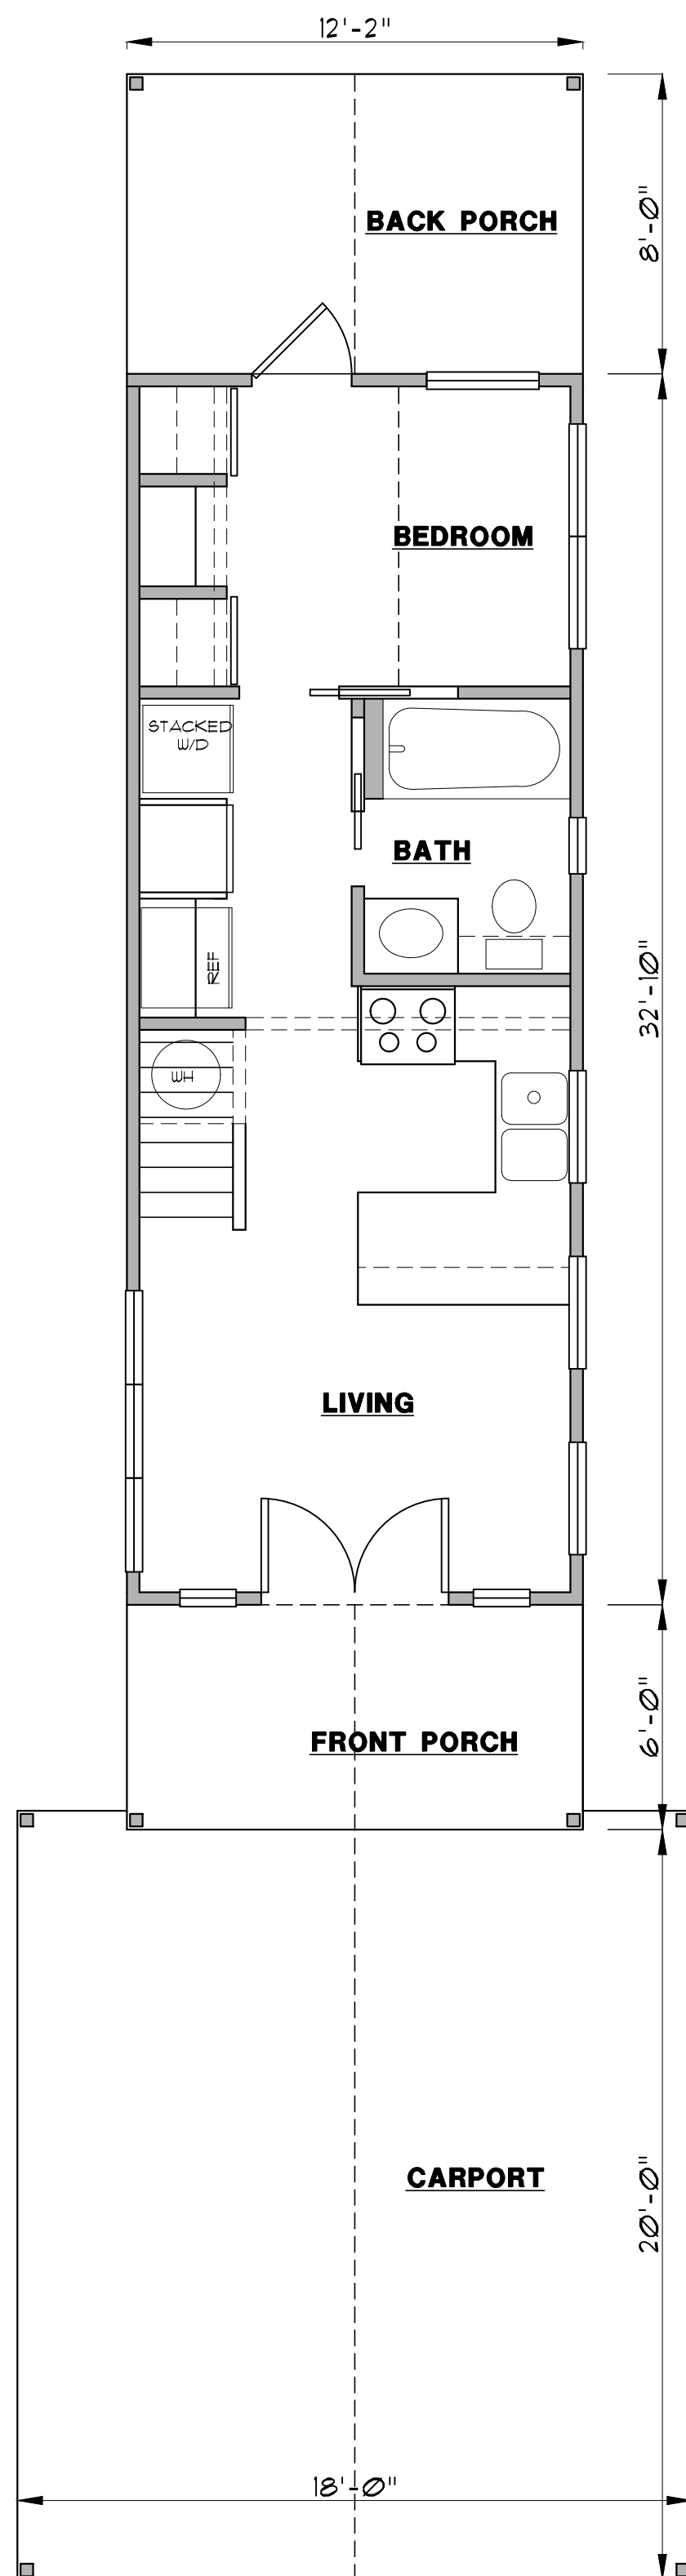 12'-2"
BACK PORCH
8'-0"
BEDROOM
STACKED
W/D
BATH
REF
32'-10"
WH
LIVING
FRONT PORCH
6'-0"
CARPORT
20'-0"
18'-0"